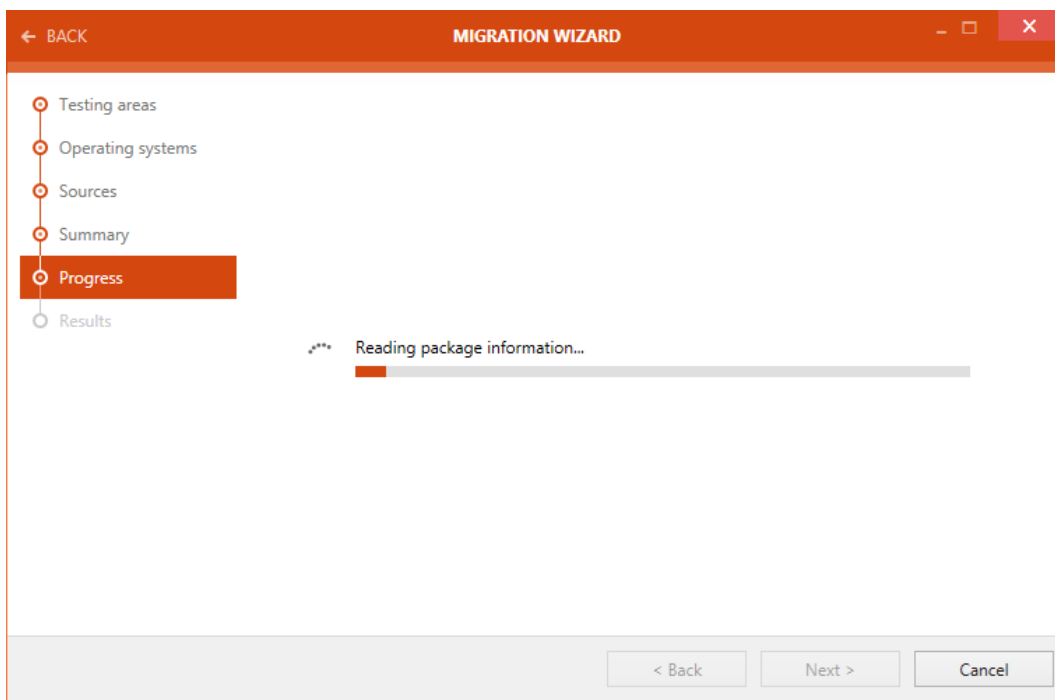 BACK
MIGRATION WIZARD
Testing areas
Operating systems
Sources
Summary
Progress
Results
Reading package information...
< Back
Next >
Cancel